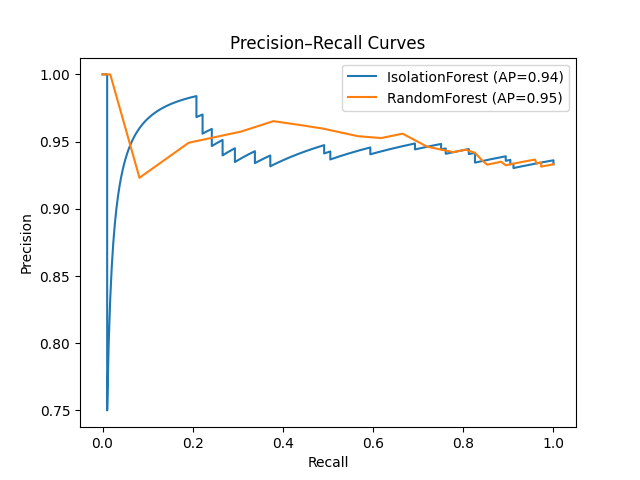 Precision–Recall Curves
IsolationForest (AP=0.94)
RandomForest (AP=0.95)
Precision
1.00
0.95
0.90
0.85
0.80
0.75
0.0 0.2 0.4 0.6 0.8 1.0
Recall